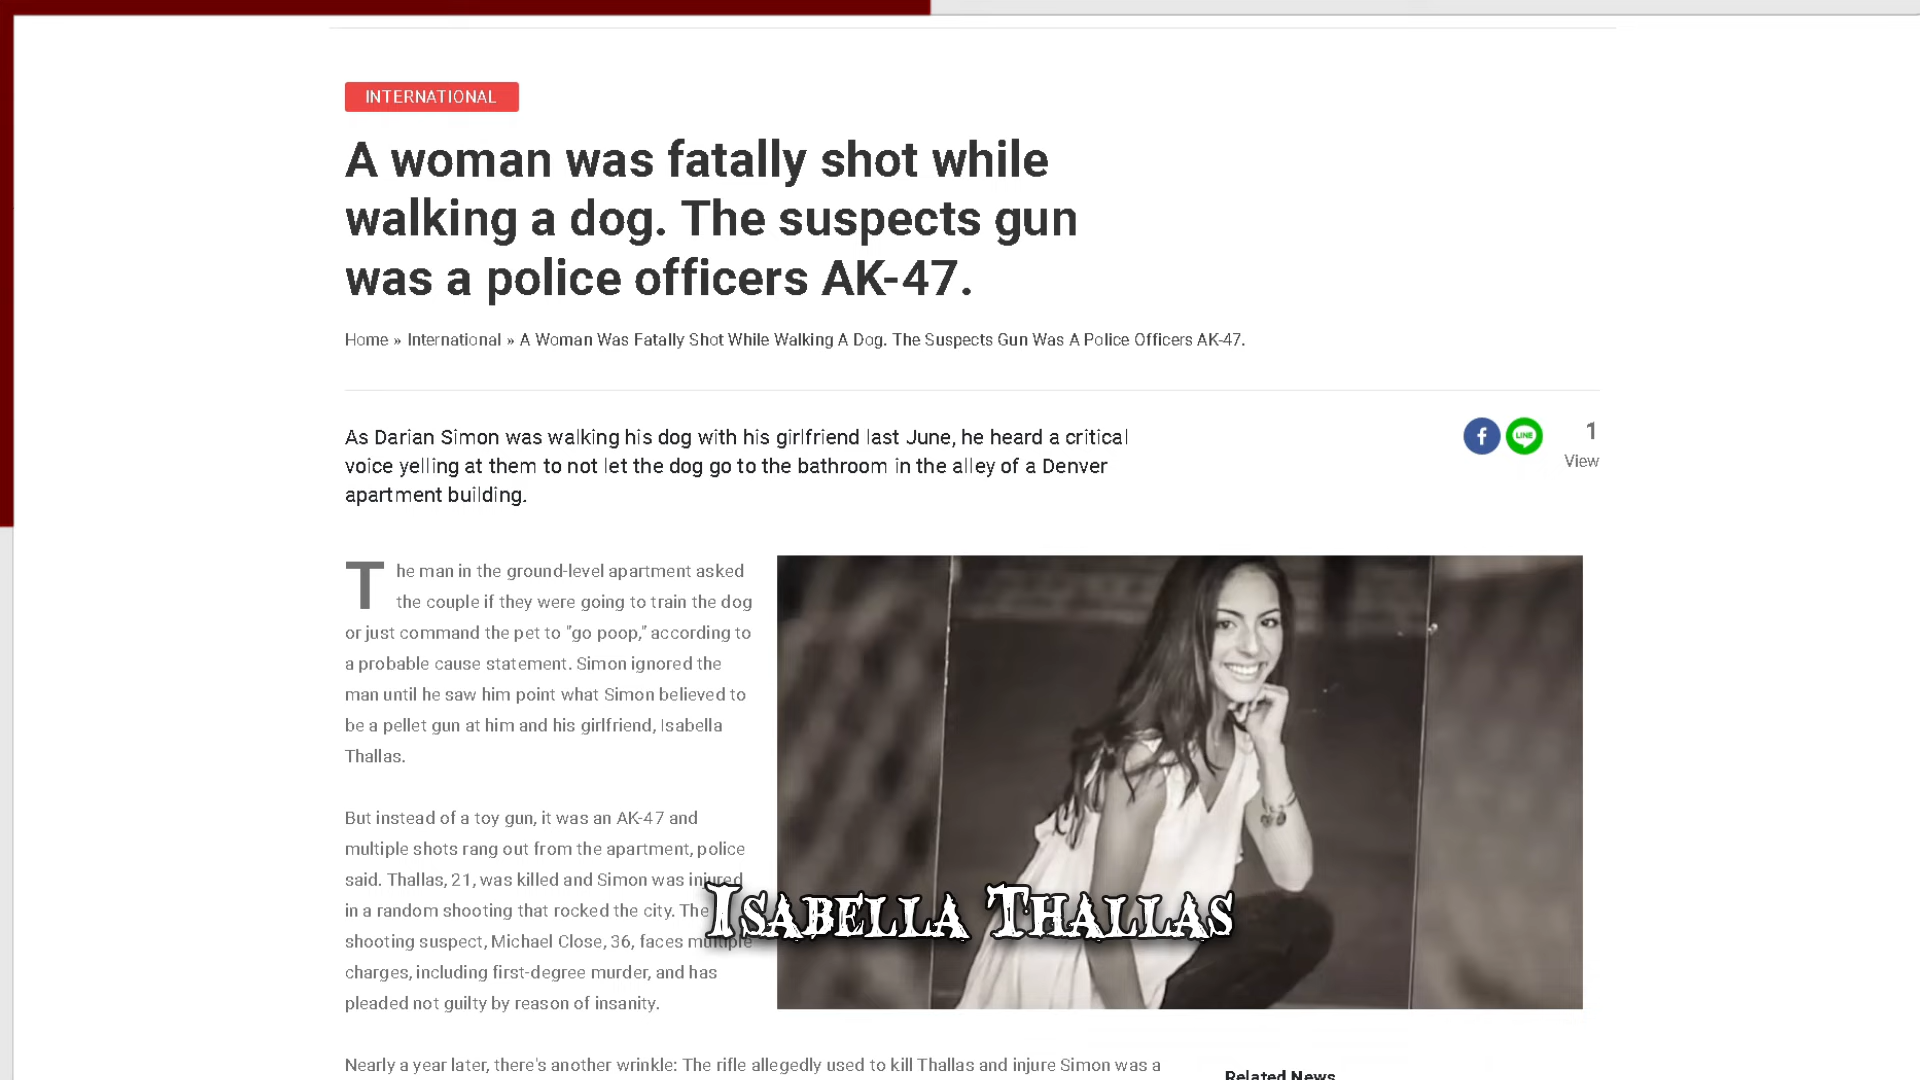 INTERNATIONAL
A woman was fatally shot while
walking a dog. The suspects gun
was a police officers AK-47.
Home » International » A Woman Was Fatally Shot While Walking A Dog. The Suspects Gun Was A Police Officers AK-47.
As Darian Simon was walking his dog with his girlfriend last June, he heard a critical
voice yelling at them to not let the dog go to the bathroom in the alley of a Denver
apartment building.
f
LINE
1
View
The man in the ground-level apartment asked
the couple if they were going to train the dog
or just command the pet to "go poop," according to
a probable cause statement. Simon ignored the
man until he saw him point what Simon believed to
be a pellet gun at him and his girlfriend, Isabella
Thallas.
But instead of a toy gun, it was an AK-47 and
multiple shots rang out from the apartment, police
said. Thallas, 21, was killed and Simon was injured
in a random shooting that rocked the city. The
shooting suspect, Michael Close, 36, faces multiple
charges, including first-degree murder, and has
pleaded not guilty by reason of insanity.
Isabella Thallas
Nearly a year later, there's another wrinkle: The rifle allegedly used to kill Thallas and injure Simon was a
Related News